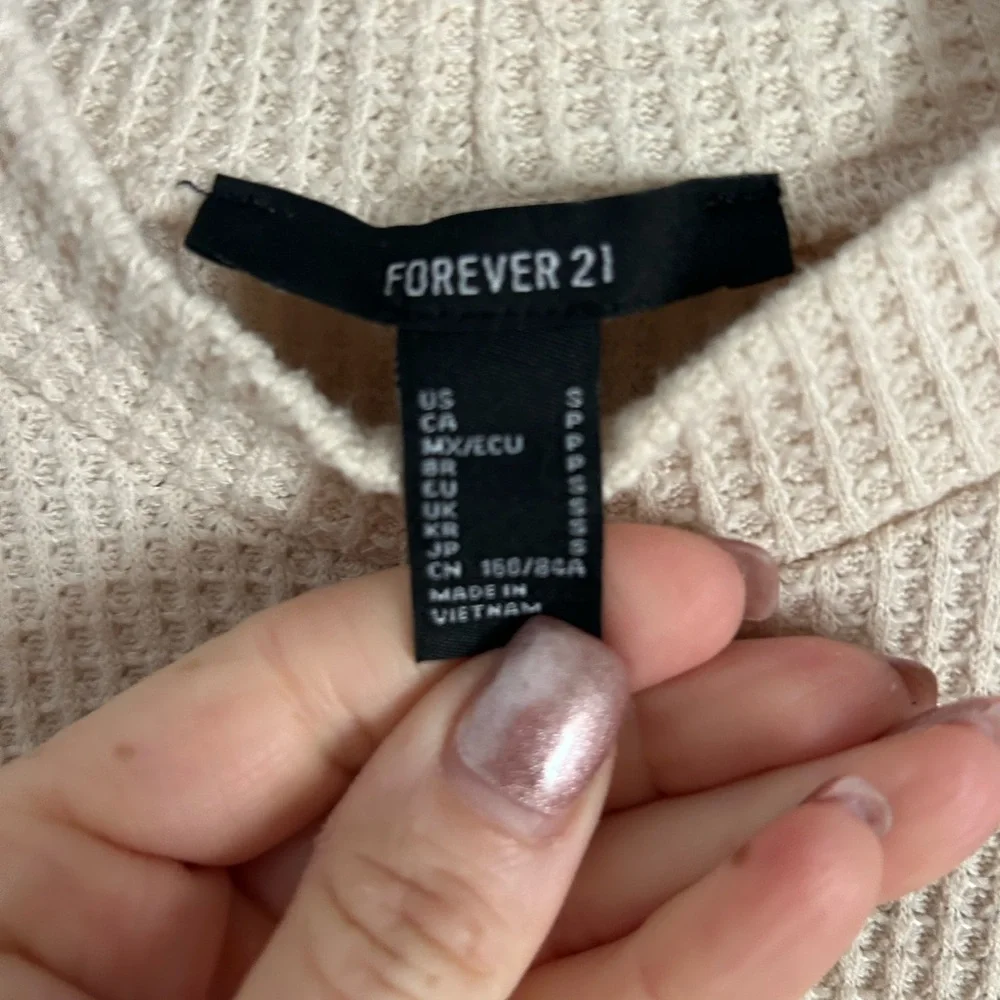 FOREVER 21
US S
CA P
MX/ECU P
BR P
EU S
UK S
KR S
JP S
CN 160/84A
MADE IN
VIETNAM